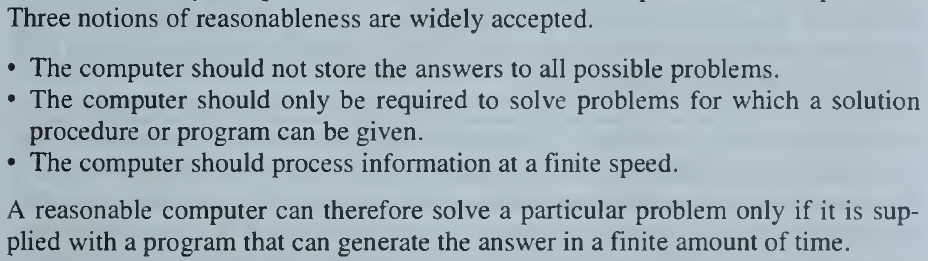 Three notions of reasonableness are widely accepted.
• The computer should not store the answers to all possible problems.
• The computer should only be required to solve problems for which a solution
procedure or program can be given.
• The computer should process information at a finite speed.
A reasonable computer can therefore solve a particular problem only if it is sup-
plied with a program that can generate the answer in a finite amount of time.